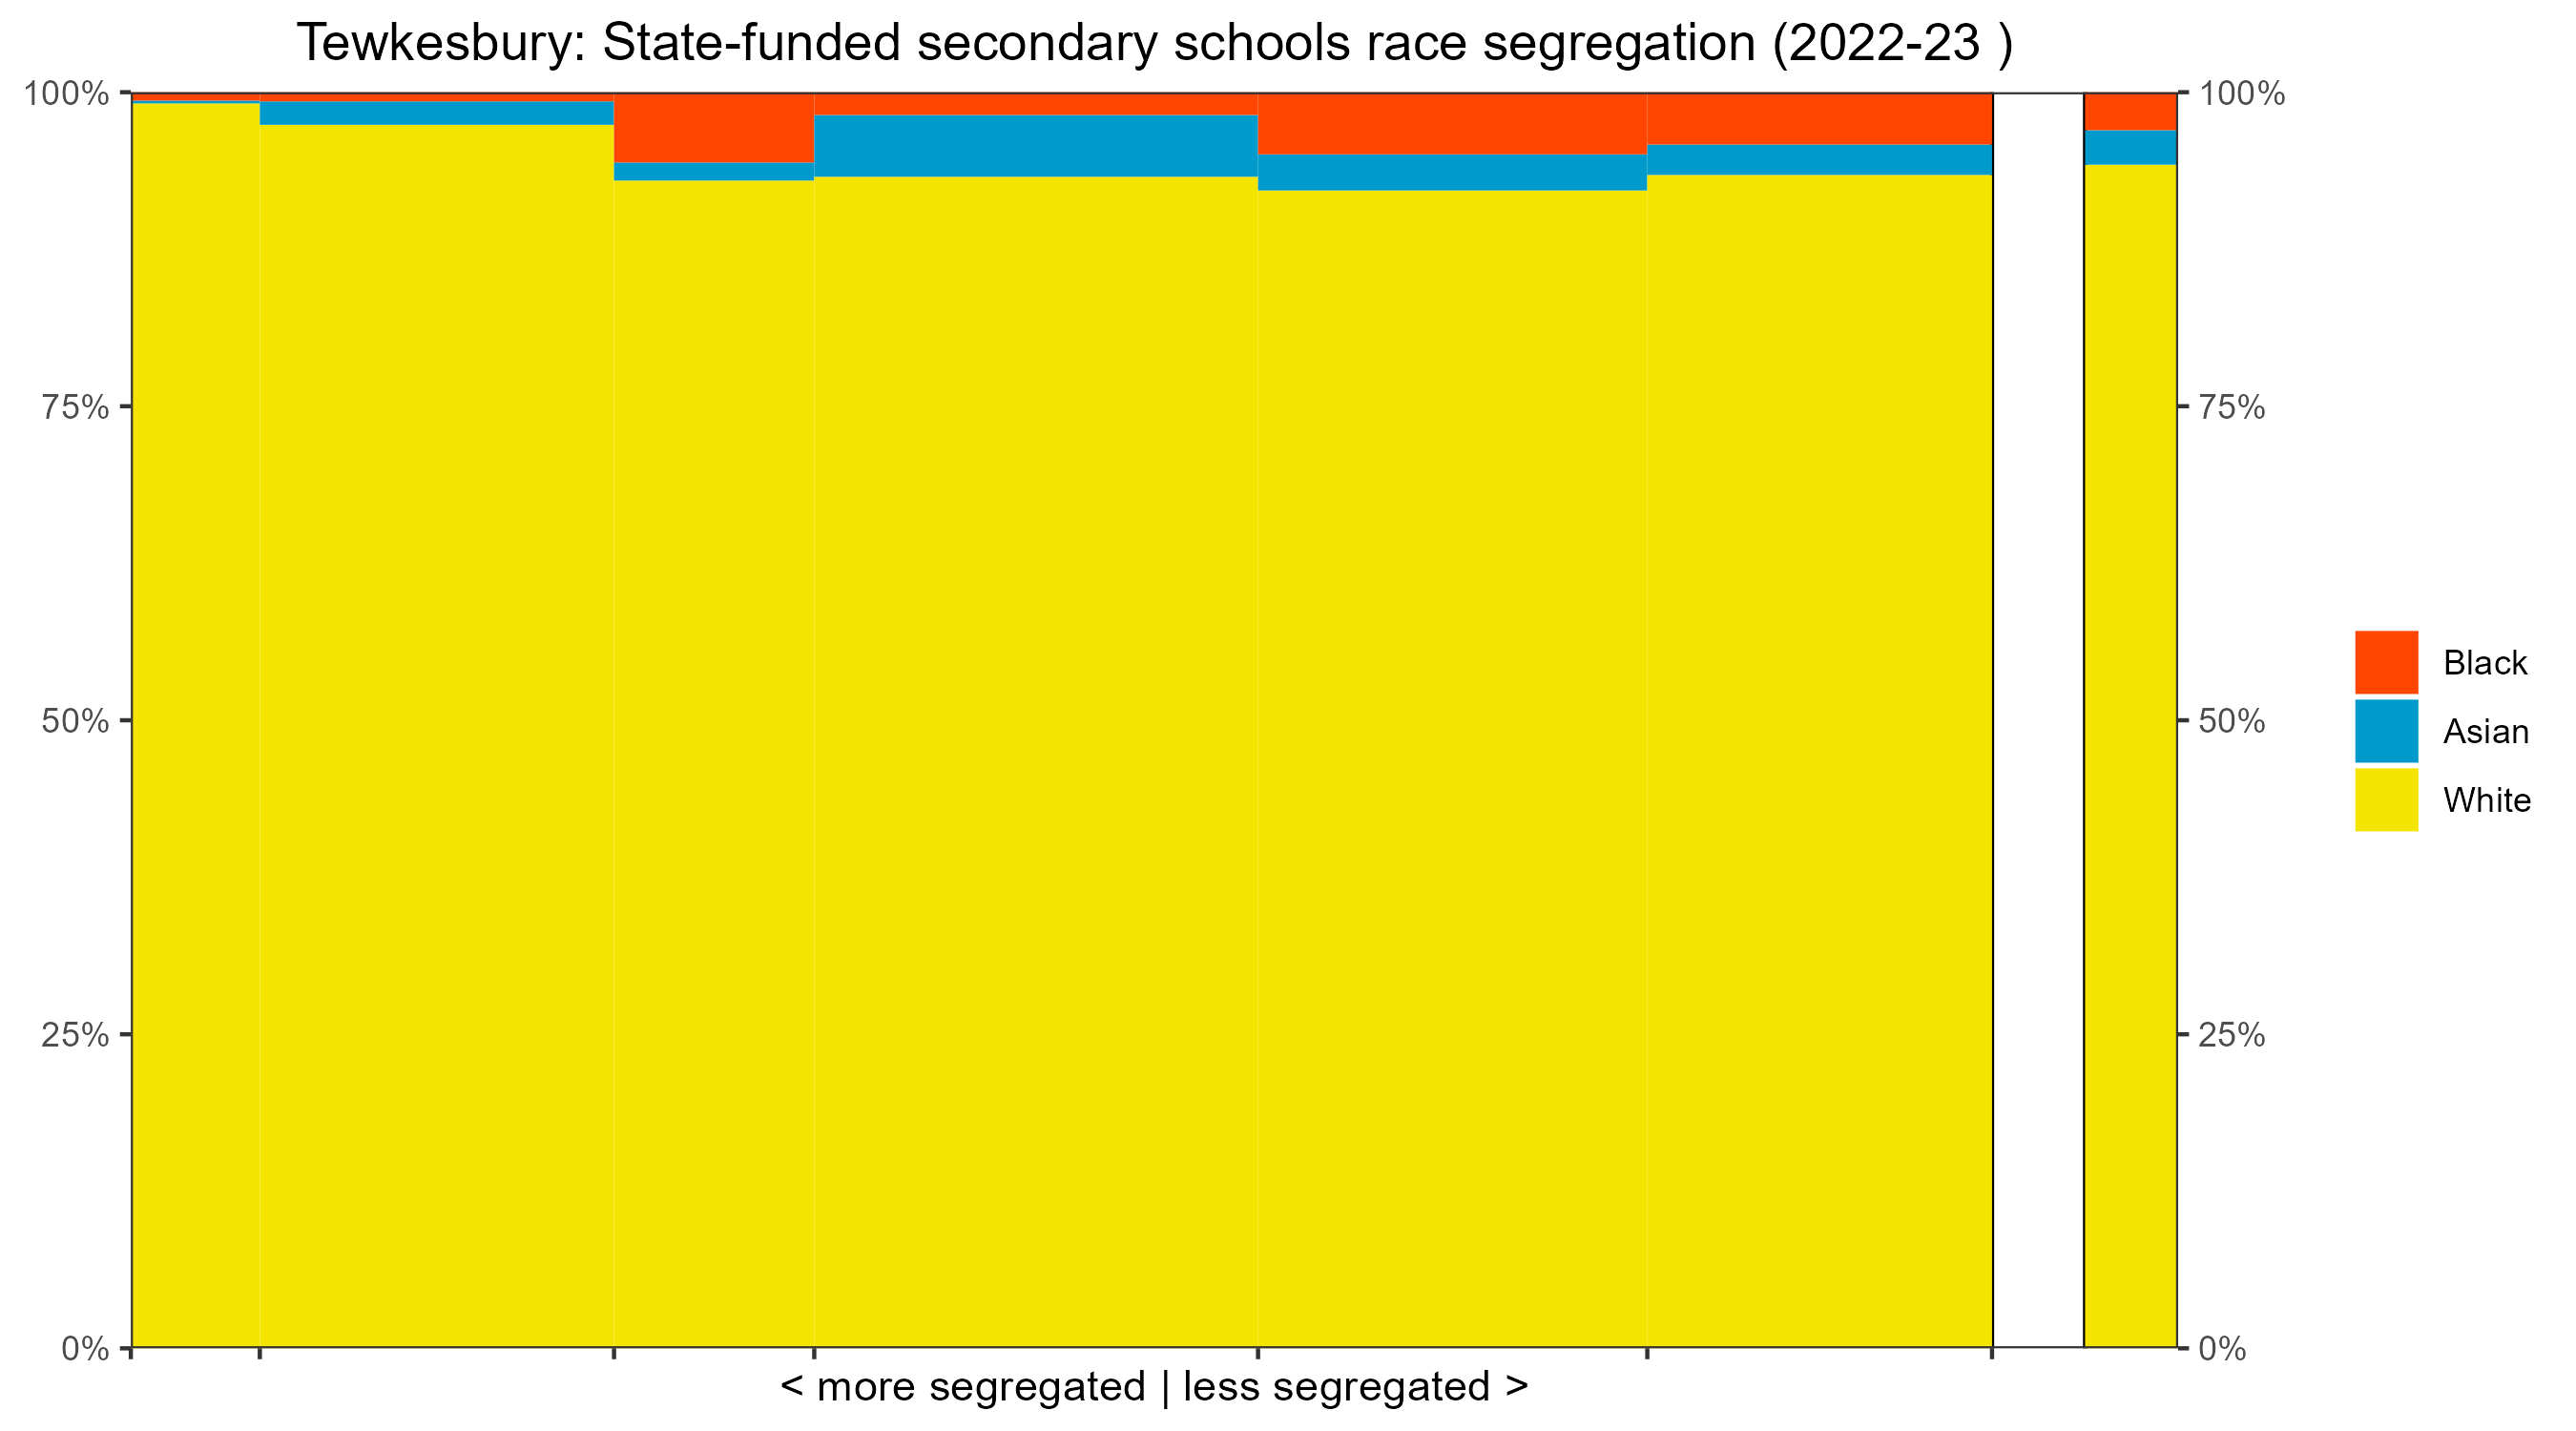 Tewkesbury: State-funded secondary schools race segregation (2022-23 )
100%
75%
50%
25%
0%
100%
75%
50%
25%
0%
Black
Asian
White
< more segregated | less segregated >